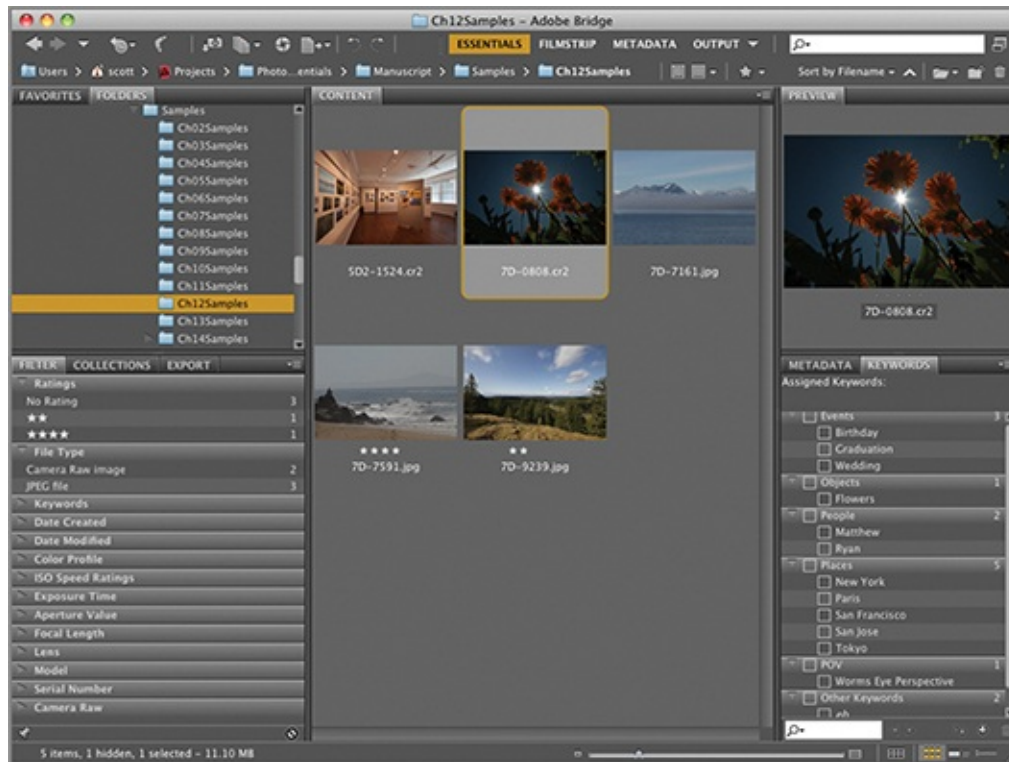 Ch12Samples – Adobe Bridge
ESSENTIALS FILMSTRIP METADATA OUTPUT
Users > scott > Projects > Photo...entials > Manuscript > Samples > Ch12Samples Sort by Filename
FAVORITES FOLDERS
Samples
Ch02Samples
Ch03Samples
Ch04Samples
Ch05Samples
Ch06Samples
Ch07Samples
Ch08Samples
Ch09Samples
Ch10Samples
Ch11Samples
Ch12Samples
Ch13Samples
Ch14Samples
FILTER COLLECTIONS EXPORT
Ratings
No Rating 3
★★ 1
★★★★ 1
File Type
Camera Raw image 2
JPEG file 3
Keywords
Date Created
Date Modified
Color Profile
ISO Speed Ratings
Exposure Time
Aperture Value
Focal Length
Lens
Model
Serial Number
Camera Raw
CONTENT
5D2-1524.cr2 7D-0808.cr2 7D-7161.jpg
★★★★ ★★
7D-7591.jpg 7D-9239.jpg
PREVIEW
7D-0808.cr2
METADATA KEYWORDS
Assigned Keywords:
Events 3
Birthday
Graduation
Wedding
Objects 1
Flowers
People 2
Matthew
Ryan
Places 5
New York
Paris
San Francisco
San Jose
Tokyo
POV 1
Worms Eye Perspective
Other Keywords 2
5 items, 1 hidden, 1 selected – 11.10 MB